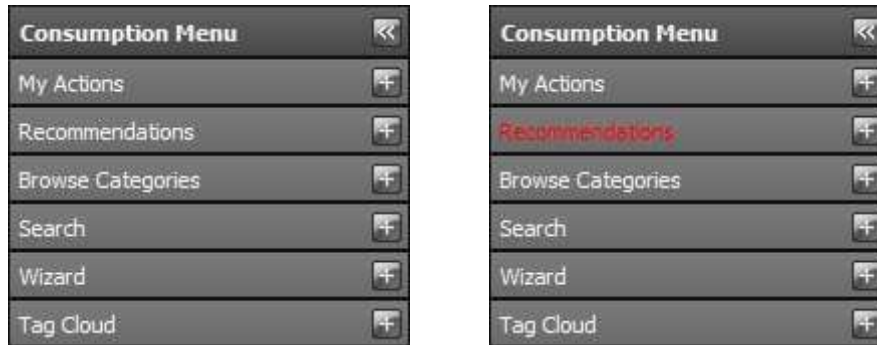 Consumption Menu
My Actions
Recommendations
Browse Categories
Search
Wizard
Tag Cloud
Consumption Menu
My Actions
Recommendations
Browse Categories
Search
Wizard
Tag Cloud